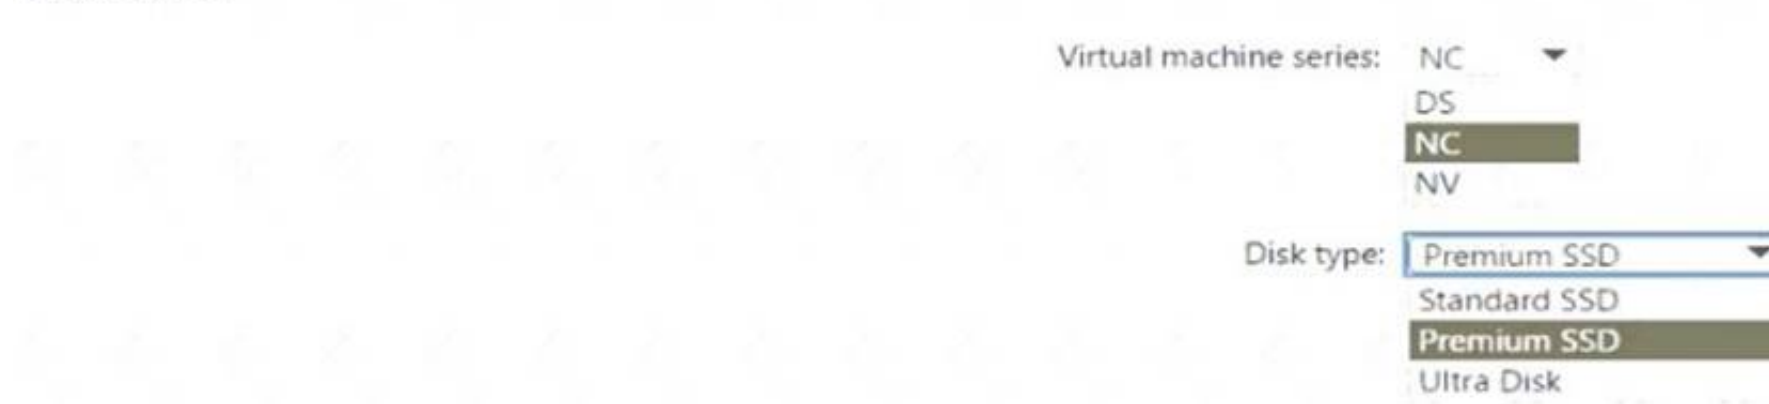 Virtual machine series: NC
DS
NC
NV
Disk type: Premium SSD
Standard SSD
Premium SSD
Ultra Disk